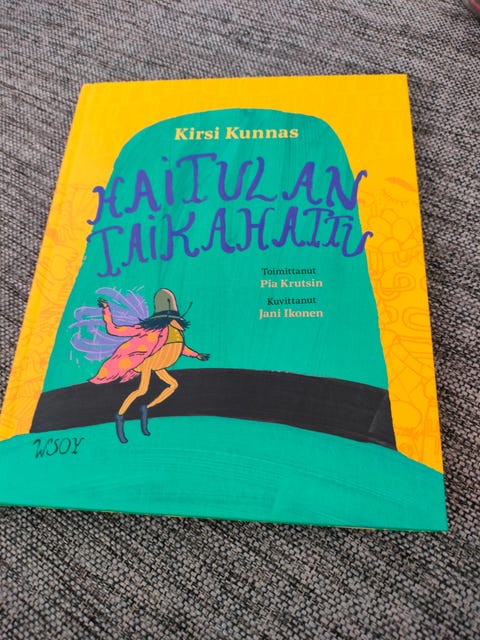 Kirsi Kunnas
HAITULAN
TAIKAHATTU
Toimittanut
Pia Krutsin
Kuvittanut
Jani Ikonen
WSOY